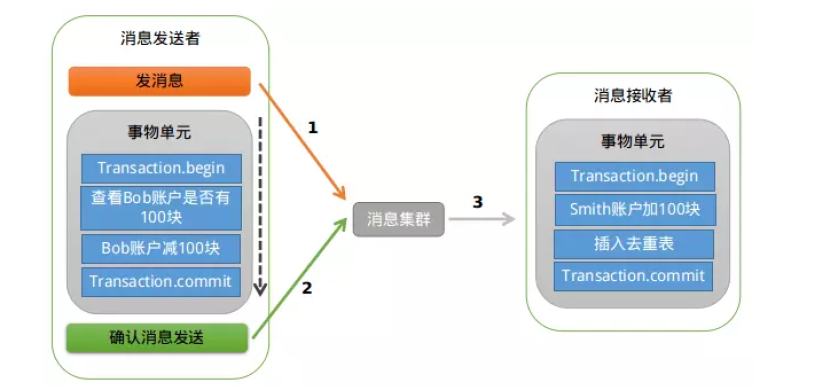 消息发送者
发消息
事物单元
Transaction.begin
查看Bob账户是否有
100块
Bob账户减100块
Transaction.commit
确认消息发送
1
2
消息集群
3
消息接收者
事物单元
Transaction.begin
Smith账户加100块
插入去重表
Transaction.commit